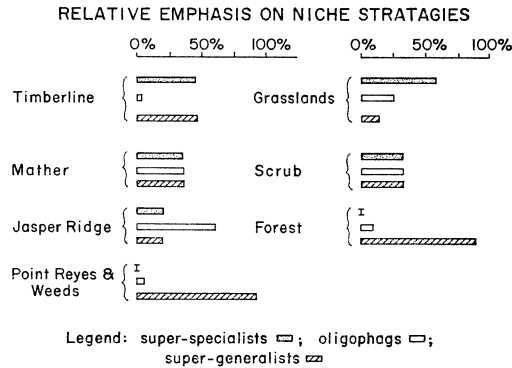 RELATIVE EMPHASIS ON NICHE STRATAGIES
0% 50% 100% 0% 50% 100%
Timberline Grasslands
Mather Scrub
Jasper Ridge Forest
Point Reyes &
Weeds
Legend: super-specialists ; oligophags ;
super-generalists